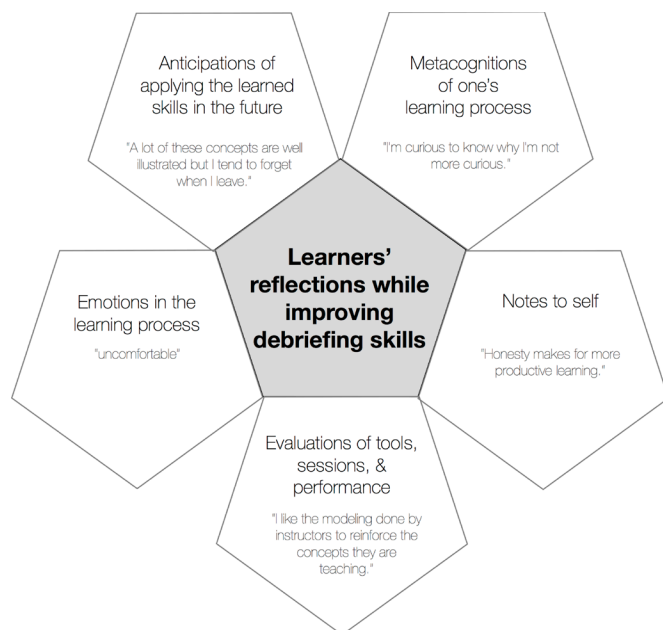 Anticipations of
applying the learned
skills in the future
"A lot of these concepts are well
illustrated but I tend to forget
when I leave."
Metacognitions
of one's
learning process
"I'm curious to know why I'm not
more curious."
Learners'
reflections while
improving
debriefing skills
Emotions in the
learning process
"uncomfortable"
Notes to self
"Honesty makes for more
productive learning."
Evaluations of tools,
sessions, &
performance
"I like the modeling done by
instructors to reinforce the
concepts they are
teaching."